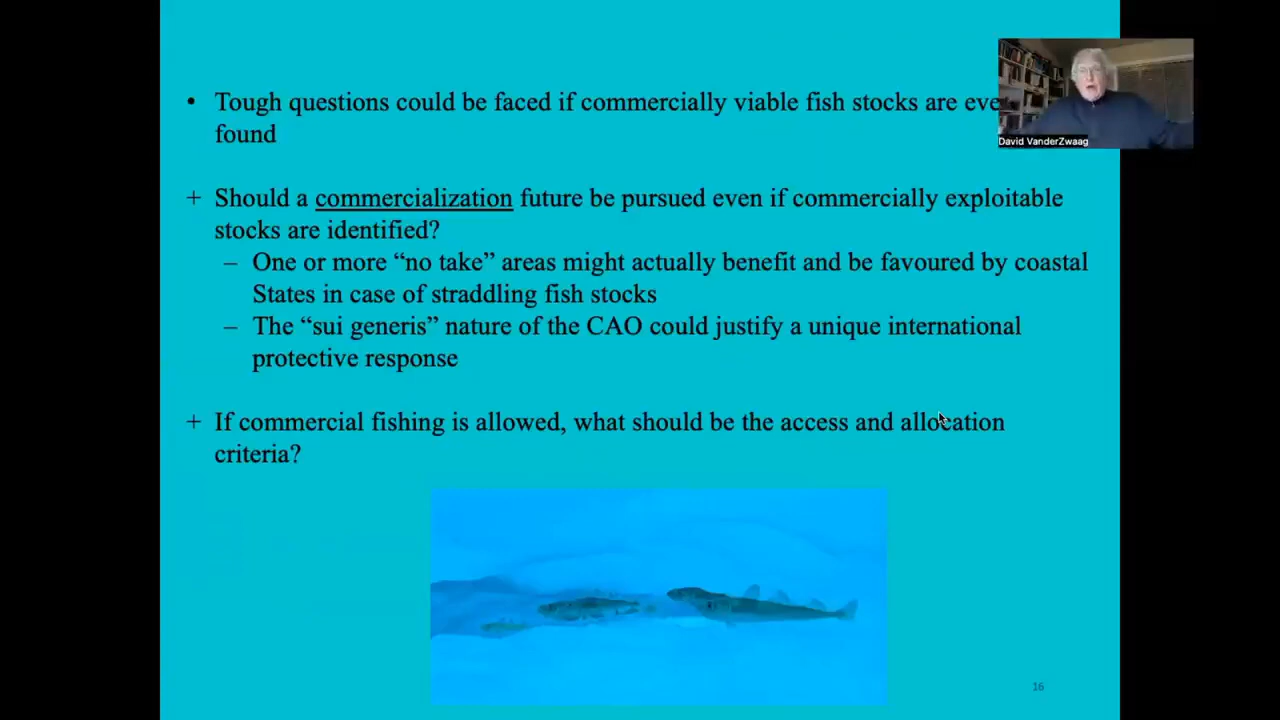 • Tough questions could be faced if commercially viable fish stocks are eve
found
David VanderZwaag
+ Should a commercialization future be pursued even if commercially exploitable
stocks are identified?
– One or more “no take” areas might actually benefit and be favoured by coastal
States in case of straddling fish stocks
– The “sui generis” nature of the CAO could justify a unique international
protective response
+ If commercial fishing is allowed, what should be the access and allocation
criteria?
16